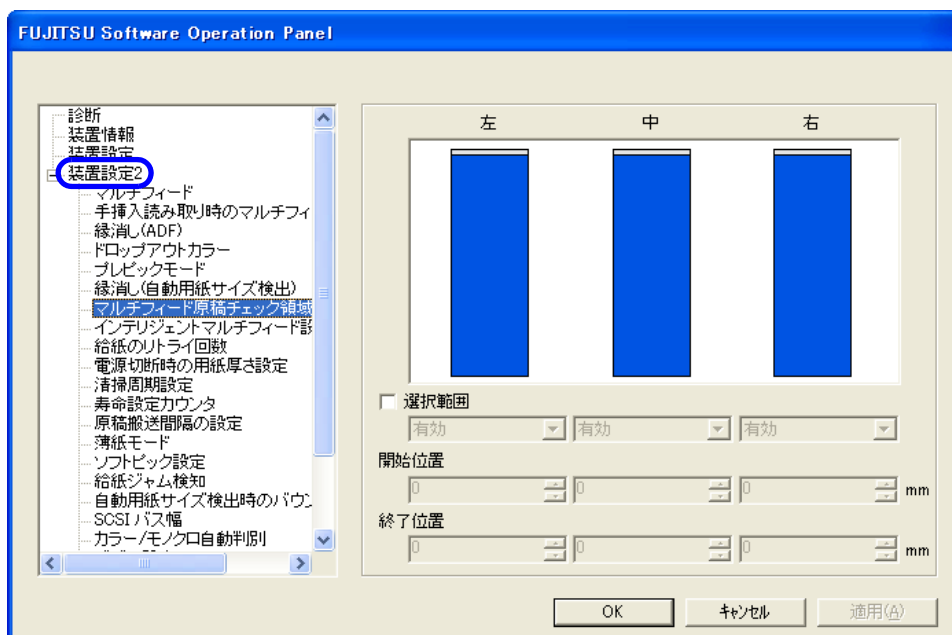 FUJITSU Software Operation Panel
診断
装置情報
装置設定
装置設定2
マルチフィード
手挿入読み取り時のマルチフィ
縁消し(ADF)
ドロップアウトカラー
プレピックモード
縁消し(自動用紙サイズ検出)
マルチフィード原稿チェック領域
インテリジェントマルチフィード設
給紙のリトライ回数
電源切断時の用紙厚さ設定
清掃周期設定
寿命設定カウンタ
原稿搬送間隔の設定
薄紙モード
ソフトピック設定
給紙ジャム検知
自動用紙サイズ検出時のバウン
SCSI バス幅
カラー/モノクロ自動判別
左 中 右
選択範囲
有効 有効 有効
開始位置
0 0 0 mm
終了位置
0 0 0 mm
OK キャンセル 適用(A)